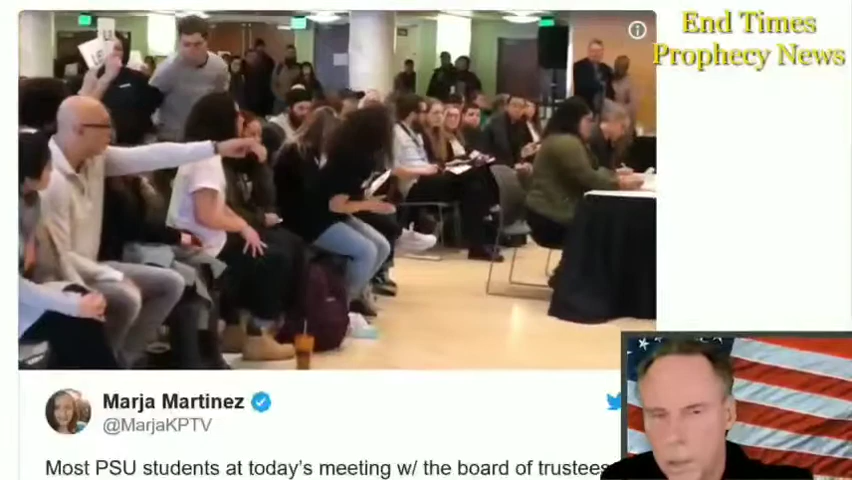 End Times
Prophecy News
Marja Martinez
@MarjaKPTV
Most PSU students at today's meeting w/ the board of trustees